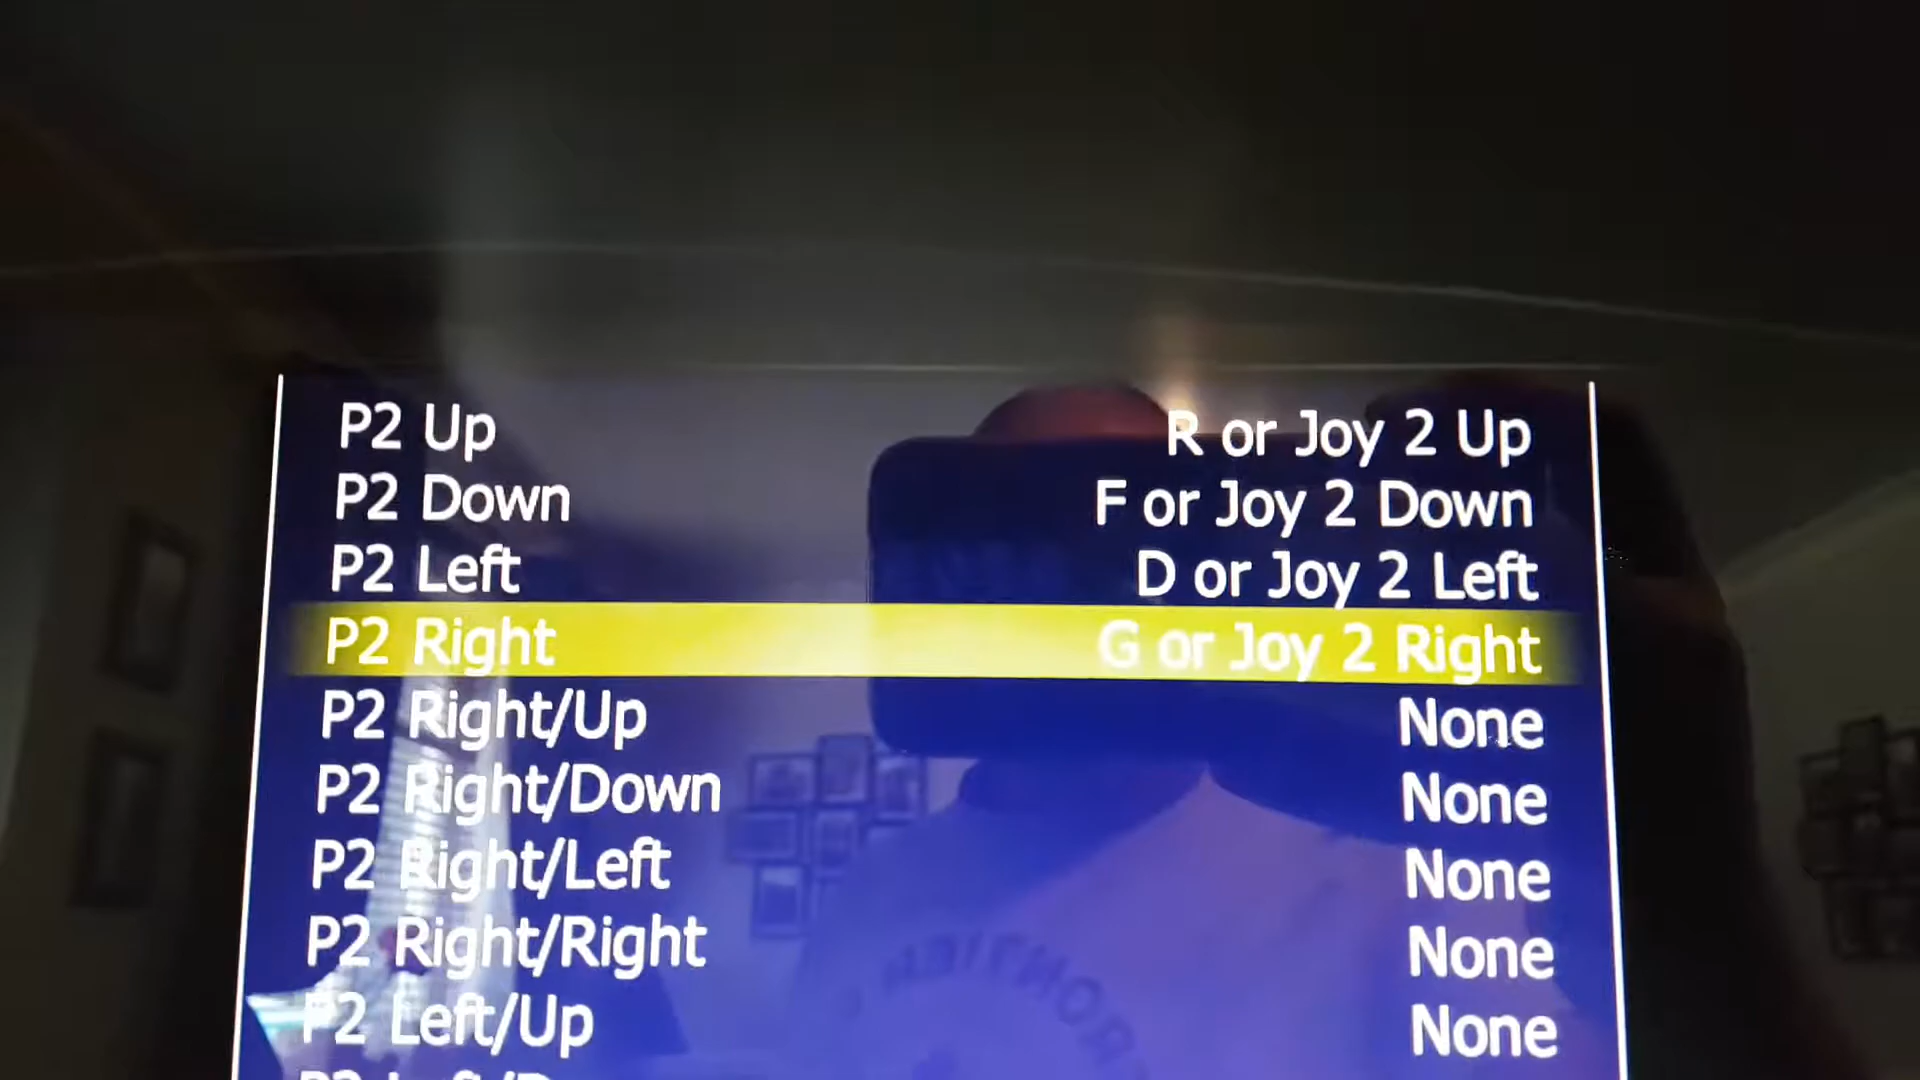 P2 Up R or Joy 2 Up
P2 Down F or Joy 2 Down
P2 Left D or Joy 2 Left
P2 Right G or Joy 2 Right
P2 Right/Up None
P2 Right/Down None
P2 Right/Left None
P2 Right/Right None
P2 Left/Up None